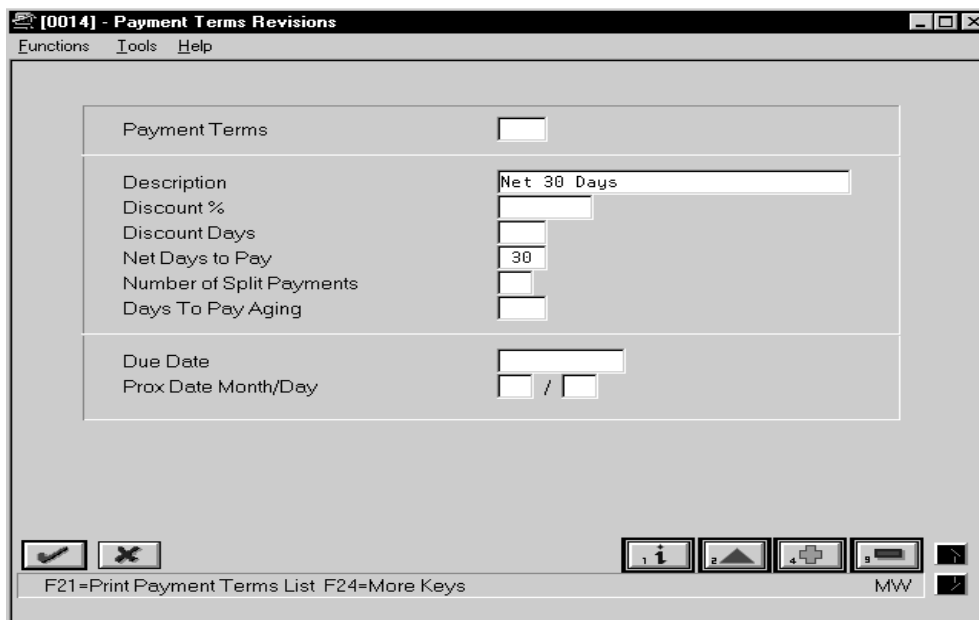 [0014] - Payment Terms Revisions
Functions Tools Help
Payment Terms
Description Net 30 Days
Discount %
Discount Days
Net Days to Pay 30
Number of Split Payments
Days To Pay Aging
Due Date
Prox Date Month/Day /
1 i 2 4 9
F21=Print Payment Terms List F24=More Keys MW